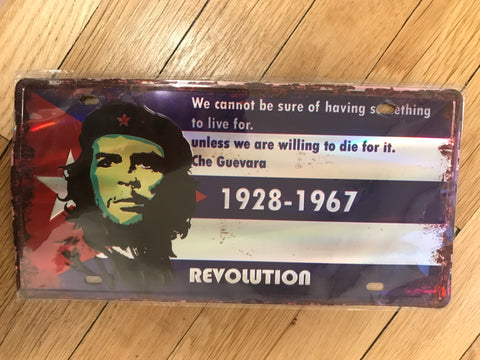 We cannot be sure of having something
to live for.
unless we are willing to die for it.
Che Guevara
1928-1967
REVOLUTION